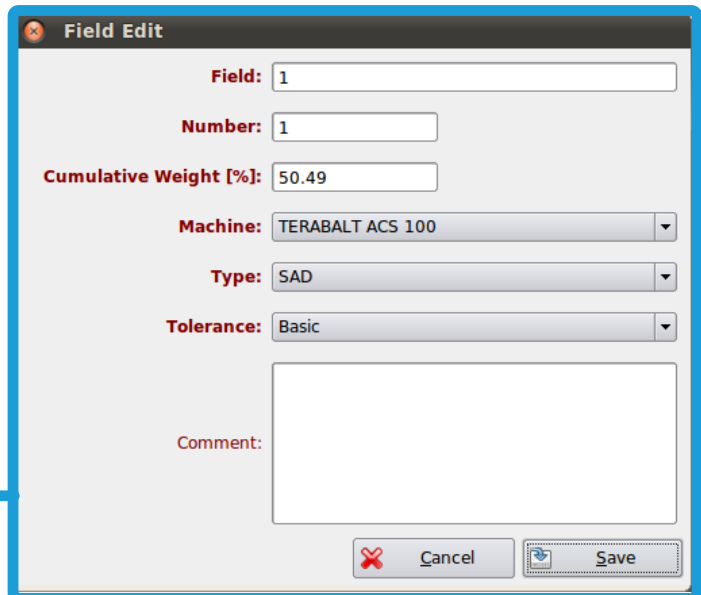 Field Edit
Field: 1
Number: 1
Cumulative Weight [%]: 50.49
Machine: TERABALT ACS 100
Type: SAD
Tolerance: Basic
Comment:
Cancel Save